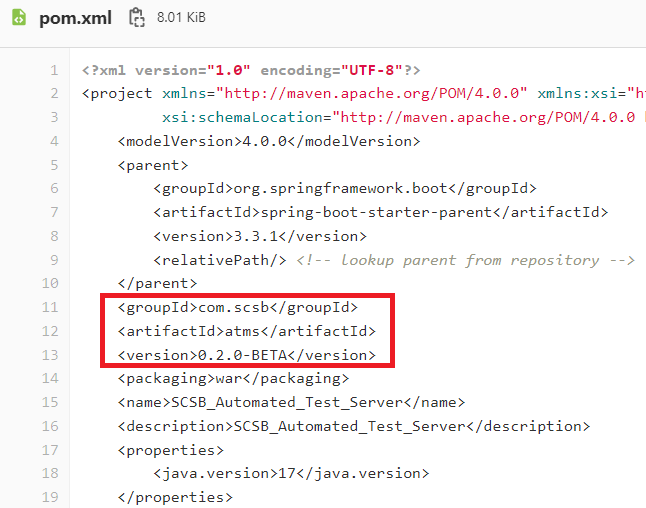 pom.xml 8.01 KiB
1 <?xml version="1.0" encoding="UTF-8"?>
2 <project xmlns="http://maven.apache.org/POM/4.0.0" xmlns:xsi="h
3 xsi:schemaLocation="http://maven.apache.org/POM/4.0.0
4 <modelVersion>4.0.0</modelVersion>
5 <parent>
6 <groupId>org.springframework.boot</groupId>
7 <artifactId>spring-boot-starter-parent</artifactId>
8 <version>3.3.1</version>
9 <relativePath/> <!-- lookup parent from repository -->
10 </parent>
11 <groupId>com.scsb</groupId>
12 <artifactId>atms</artifactId>
13 <version>0.2.0-BETA</version>
14 <packaging>war</packaging>
15 <name>SCSB_Automated_Test_Server</name>
16 <description>SCSB_Automated_Test_Server</description>
17 <properties>
18 <java.version>17</java.version>
19 </properties>